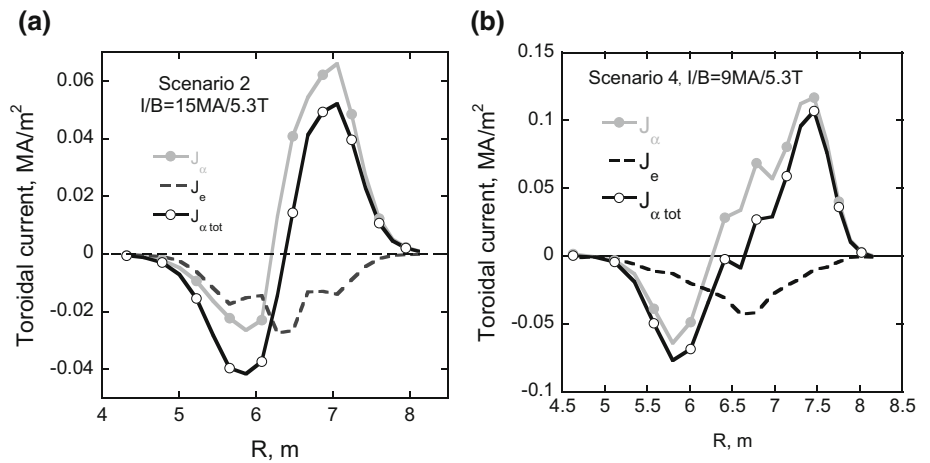 (a)
Toroidal current, MA/m²
0.06
0.04
0.02
0
-0.02
-0.04
Scenario 2
I/B=15MA/5.3T
Jα
Je
Jα tot
4 5 6 7 8
R, m
(b)
Toroidal current, MA/m²
0.15
0.1
0.05
0
-0.05
-0.1
Scenario 4, I/B=9MA/5.3T
Jα
Je
Jα tot
4.5 5 5.5 6 6.5 7 7.5 8 8.5
R, m